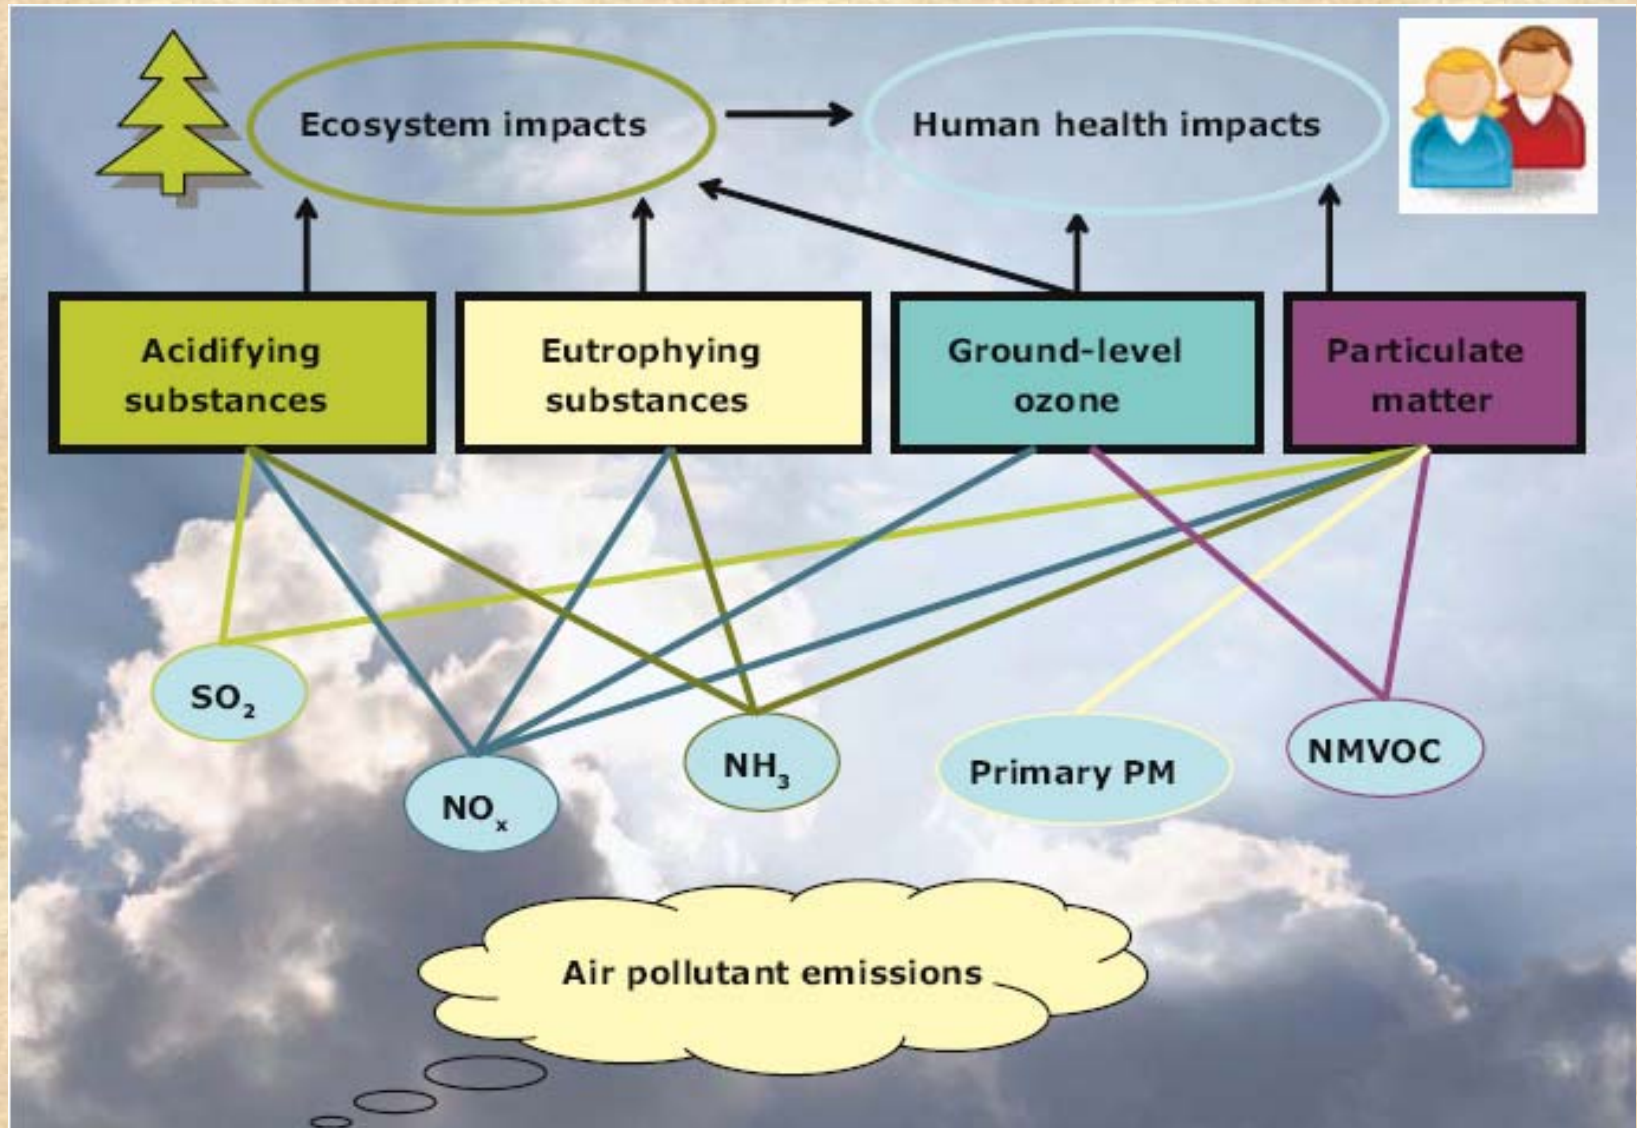 Ecosystem impacts
Human health impacts
Acidifying
substances
Eutrophying
substances
Ground-level
ozone
Particulate
matter
SO₂
NOₓ
NH₃
Primary PM
NMVOC
Air pollutant emissions